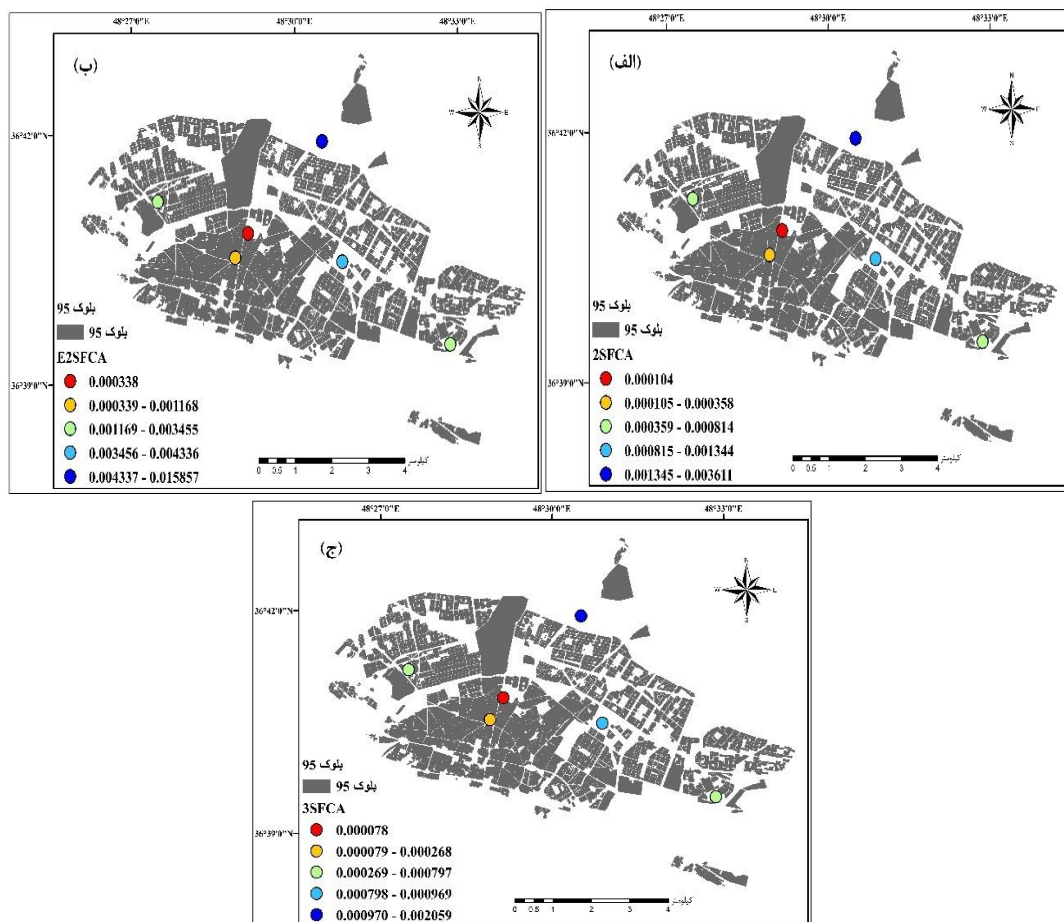 48°27'0"E 48°30'0"E 48°33'0"E
(الف)
N
W E
S
36°42'0"N
36°39'0"N
بلوک 95
بلوک 95
2SFCA
0.000104
0.000105 - 0.000358
0.000359 - 0.000814
0.000815 - 0.001344
0.001345 - 0.003611
0 0.5 1 2 3 4
کیلومتر
48°27'0"E 48°30'0"E 48°33'0"E
(ب)
N
W E
S
36°42'0"N
36°39'0"N
بلوک 95
بلوک 95
E2SFCA
0.000338
0.000339 - 0.001168
0.001169 - 0.003455
0.003456 - 0.004336
0.004337 - 0.015857
0 0.5 1 2 3 4
کیلومتر
48°27'0"E 48°30'0"E 48°33'0"E
(ج)
N
W E
S
36°42'0"N
36°39'0"N
بلوک 95
بلوک 95
3SFCA
0.000078
0.000079 - 0.000268
0.000269 - 0.000797
0.000798 - 0.000969
0.000970 - 0.002059
0 0.5 1 2 3 4
کیلومتر